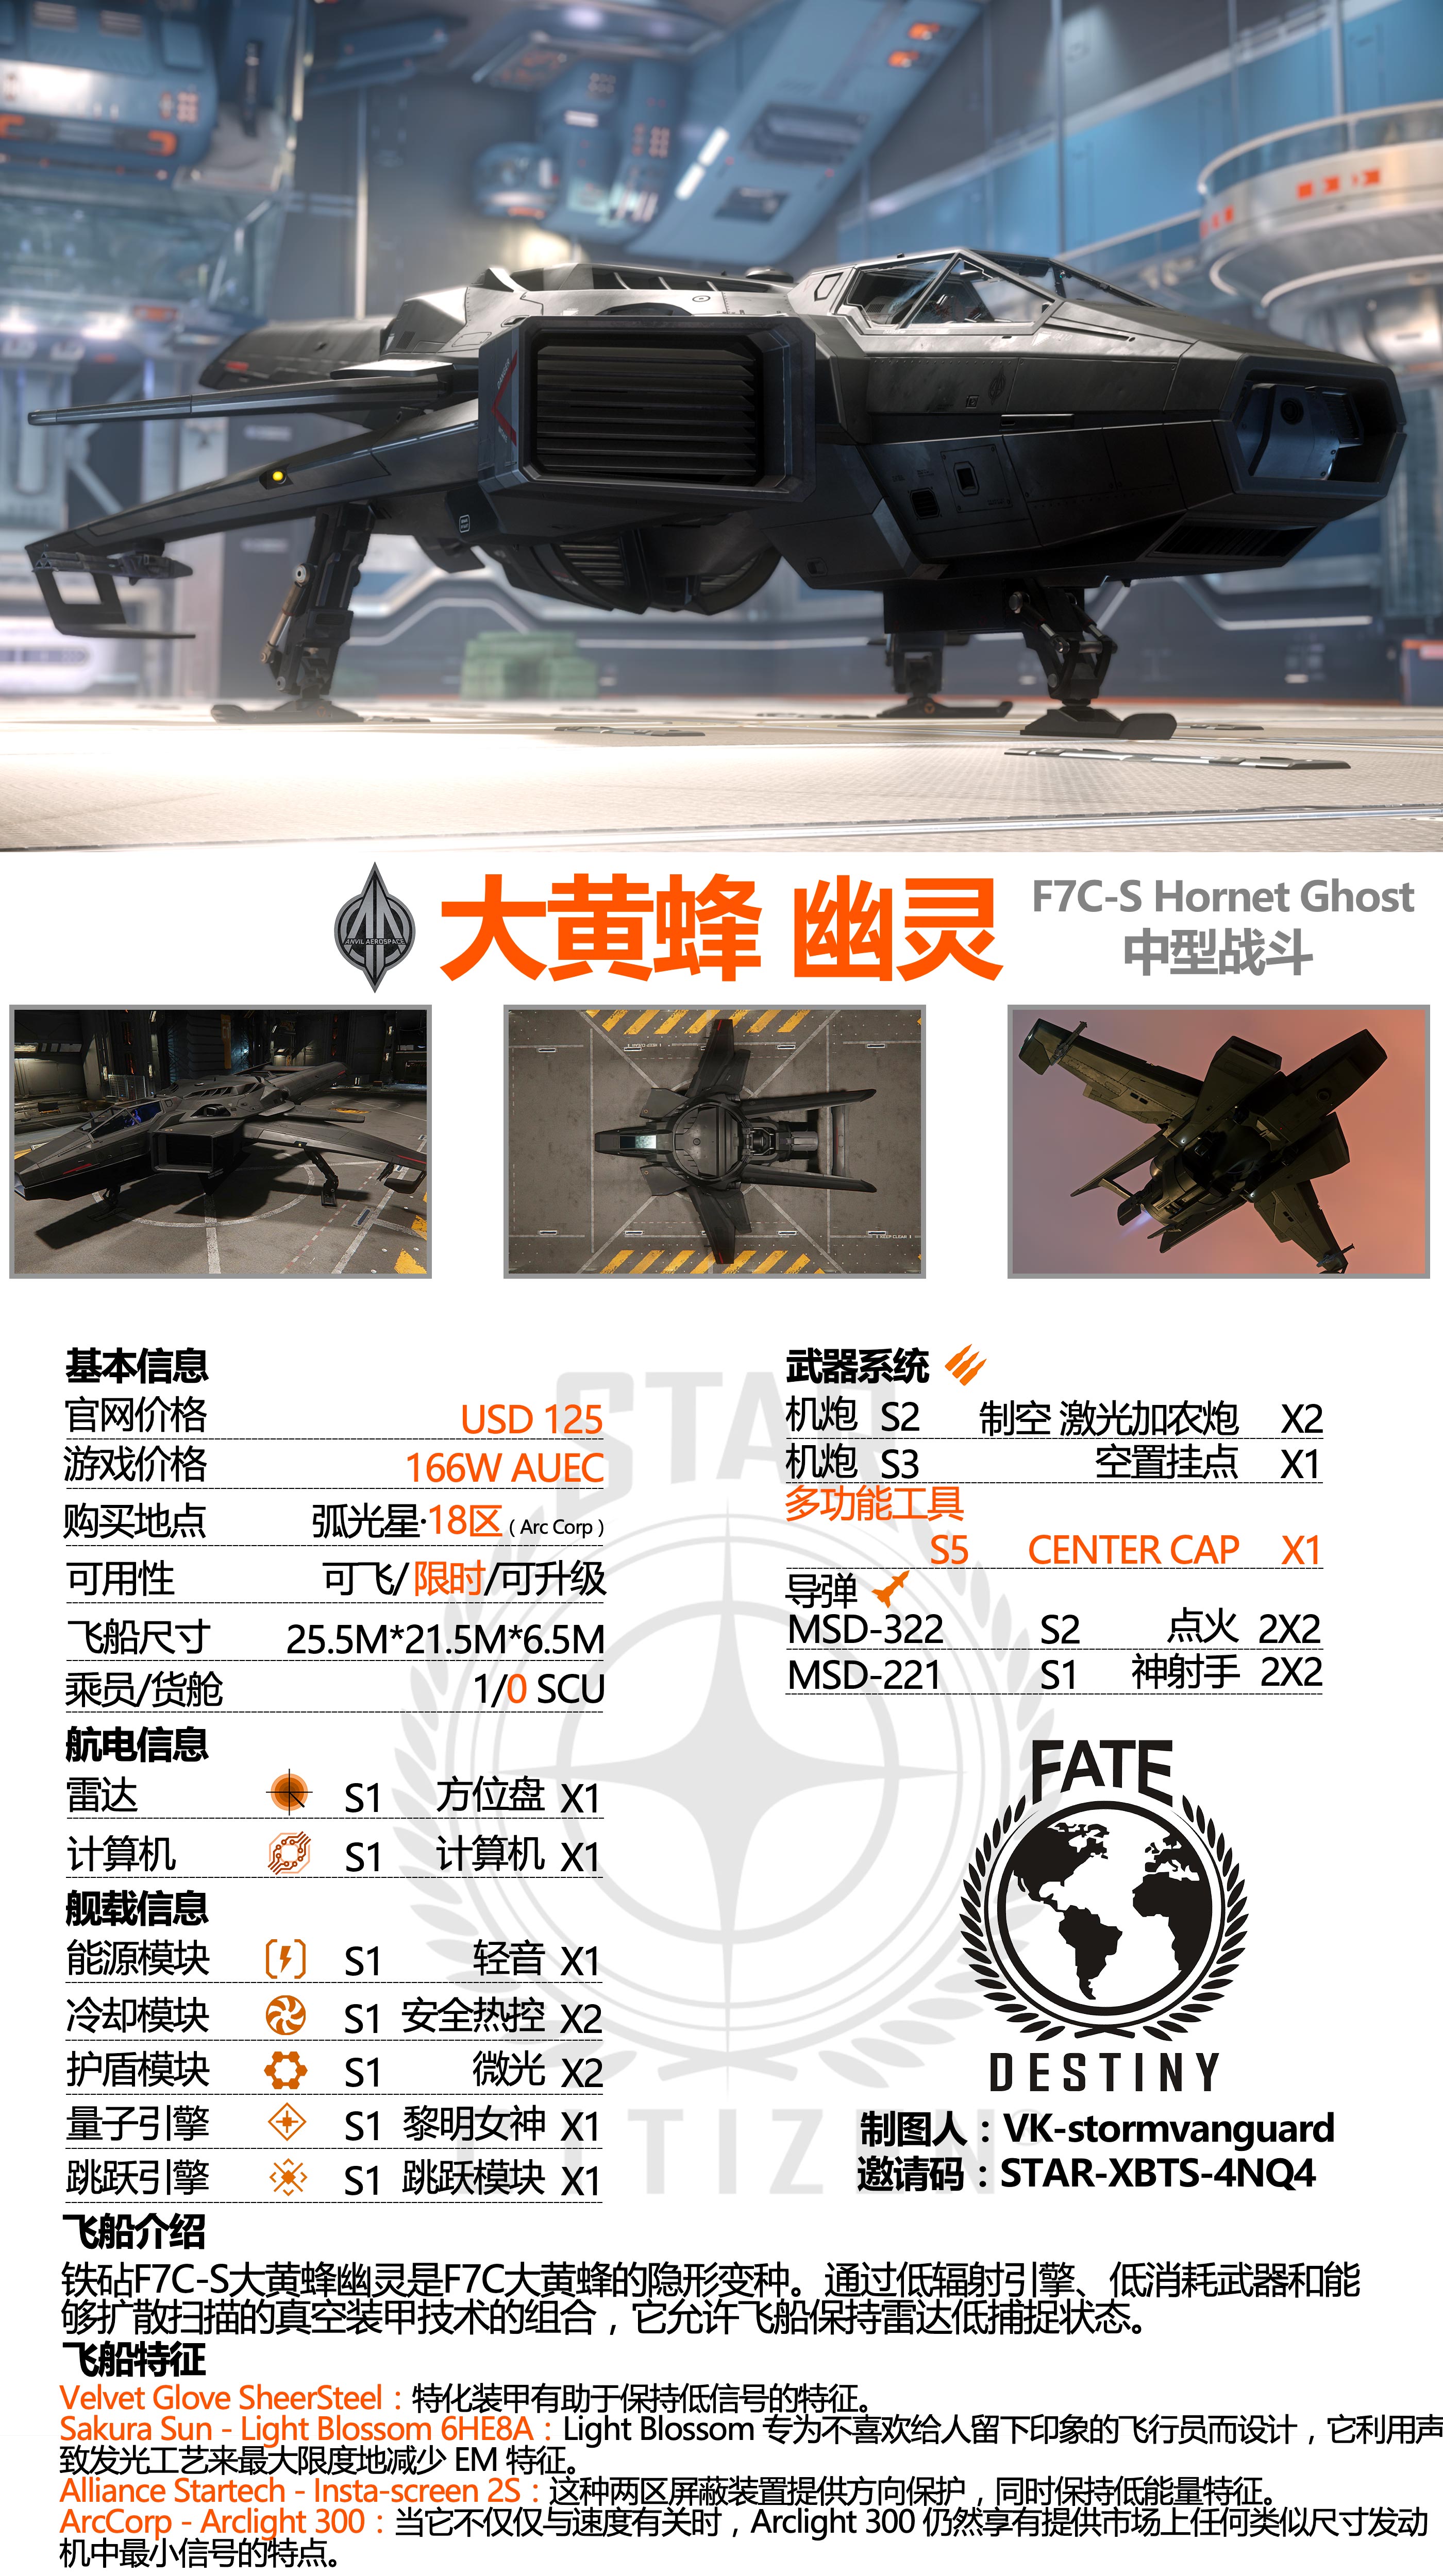 ANVIL AEROSPACE
大黄蜂 幽灵
F7C-S Hornet Ghost
中型战斗
基本信息
官网价格 USD 125
游戏价格 166W AUEC
购买地点 弧光星·18区 ( Arc Corp )
可用性 可飞/限时/可升级
飞船尺寸 25.5M*21.5M*6.5M
乘员/货舱 1/0 SCU
航电信息
雷达 S1 方位盘 X1
计算机 S1 计算机 X1
舰载信息
能源模块 S1 轻音 X1
冷却模块 S1 安全热控 X2
护盾模块 S1 微光 X2
量子引擎 S1 黎明女神 X1
跳跃引擎 S1 跳跃模块 X1
武器系统
机炮 S2 制空 激光加农炮 X2
机炮 S3 空置挂点 X1
多功能工具
S5 CENTER CAP X1
导弹
MSD-322 S2 点火 2X2
MSD-221 S1 神射手 2X2
STAR
CITIZEN
FATE
DESTINY
制图人：VK-stormvanguard
邀请码：STAR-XBTS-4NQ4
飞船介绍
铁砧F7C-S大黄蜂幽灵是F7C大黄蜂的隐形变种。通过低辐射引擎、低消耗武器和能
够扩散扫描的真空装甲技术的组合，它允许飞船保持雷达低捕捉状态。
飞船特征
Velvet Glove SheerSteel：特化装甲有助于保持低信号的特征。
Sakura Sun - Light Blossom 6HE8A：Light Blossom 专为不喜欢给人留下印象的飞行员而设计，它利用声
致发光工艺来最大限度地减少 EM 特征。
Alliance Startech - Insta-screen 2S：这种两区屏蔽装置提供方向保护，同时保持低能量特征。
ArcCorp - Arclight 300：当它不仅仅与速度有关时，Arclight 300 仍然享有提供市场上任何类似尺寸发动
机中最小信号的特点。